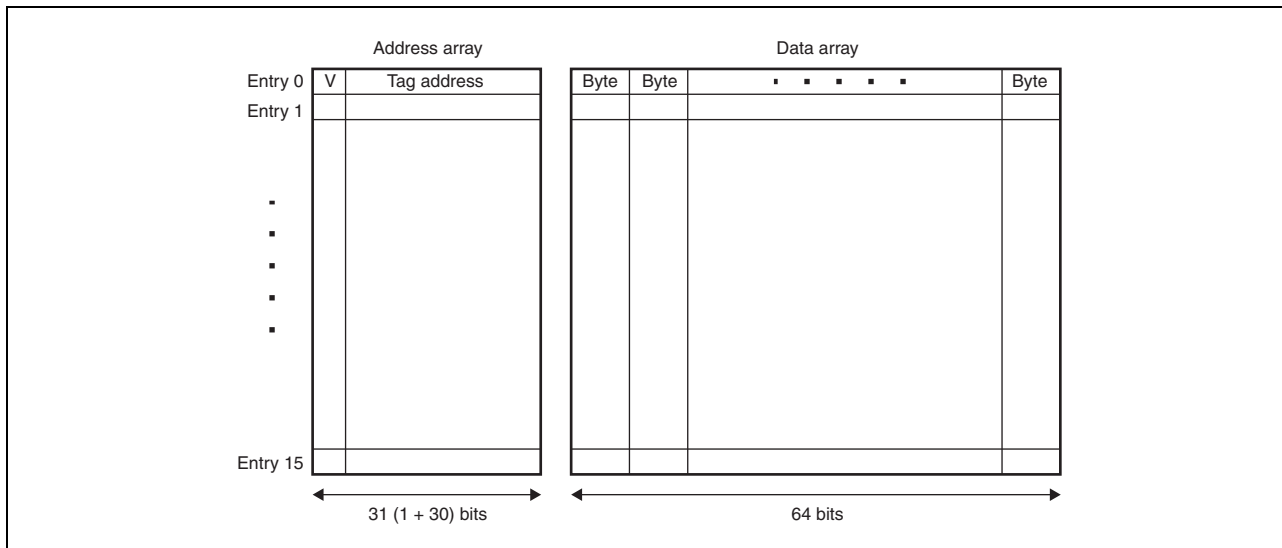 Address array
Data array
Entry 0 V Tag address Byte Byte ▪ ▪ ▪ ▪ ▪ Byte
Entry 1
Entry 15
31 (1 + 30) bits
64 bits